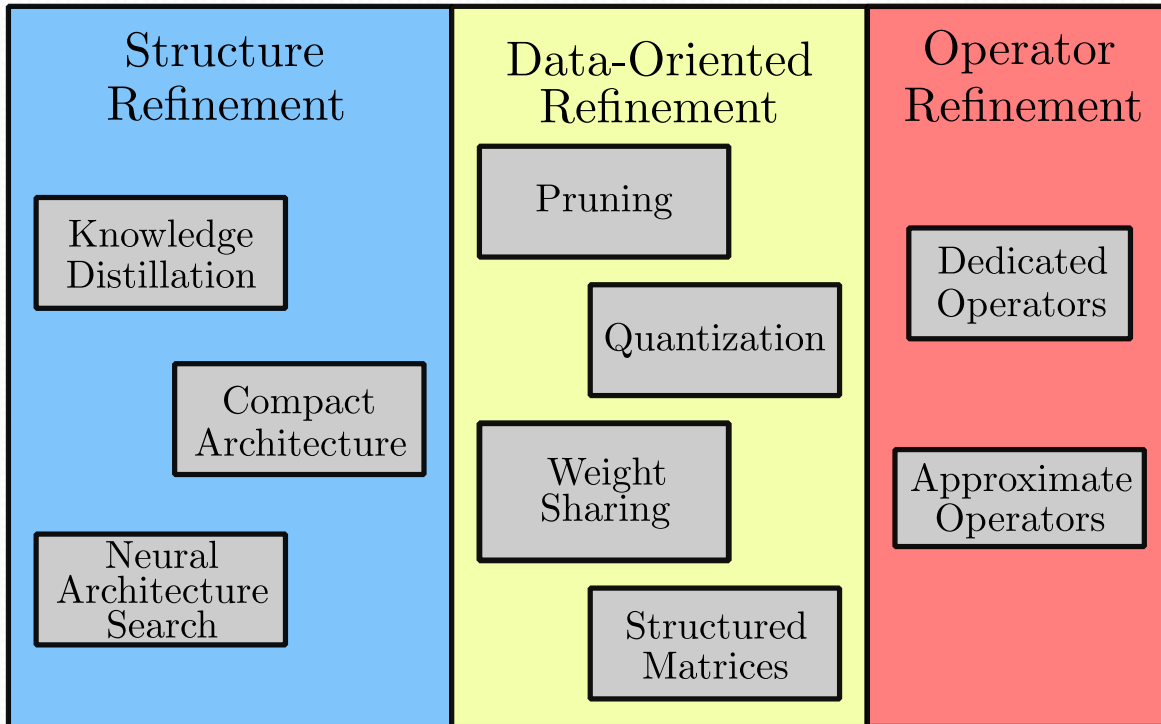 Structure
Refinement
Knowledge
Distillation
Compact
Architecture
Neural
Architecture
Search
Data-Oriented
Refinement
Pruning
Quantization
Weight
Sharing
Structured
Matrices
Operator
Refinement
Dedicated
Operators
Approximate
Operators